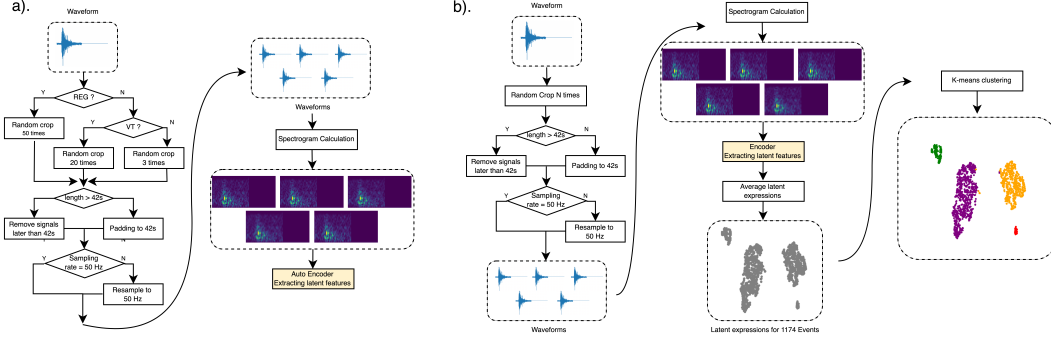 a).
Waveform
REG ?
Y
N
Random crop
50 times
VT ?
Y
N
Random crop
20 times
Random crop
3 times
length > 42s
Y
N
Remove signals
later than 42s
Padding to 42s
Sampling
rate = 50 Hz
Y
N
Resample to
50 Hz
Waveforms
Spectrogram Calculation
Auto Encoder
Extracting latent features
b).
Waveform
Random Crop N times
length > 42s
Y
N
Remove signals
later than 42s
Padding to 42s
Sampling
rate = 50 Hz
Y
N
Resample to
50 Hz
Waveforms
Spectrogram Calculation
Encoder
Extracting latent features
Average latent
expressions
Latent expressions for 1174 Events
K-means clustering